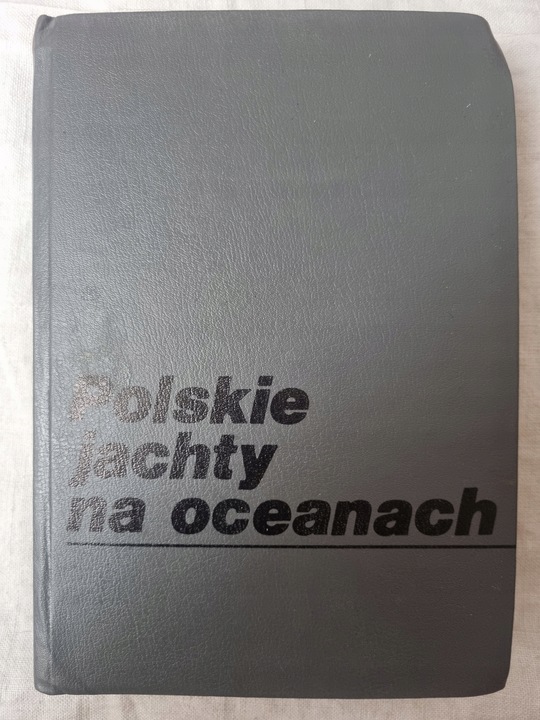 Polskie
jachty
na oceanach